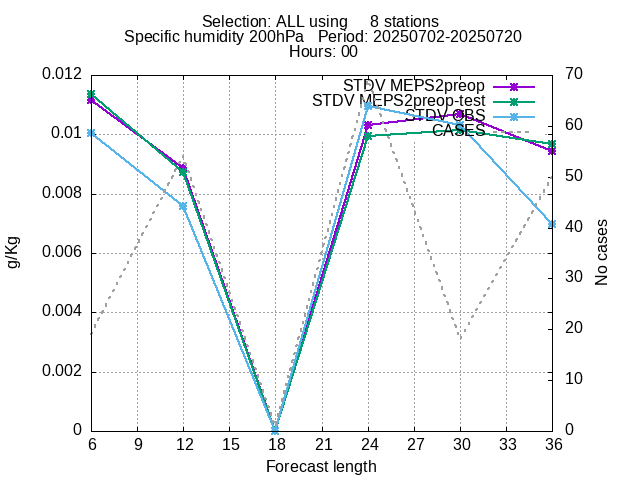 Selection: ALL using     8 stations
Specific humidity 200hPa   Period: 20250702-20250720
Hours: 00
STDV MEPS2preop
STDV MEPS2preop-test
STDV OBS
CASES
0.012
0.01
0.008
0.006
0.004
0.002
0
g/Kg
70
60
50
40
30
20
10
0
No cases
6 9 12 15 18 21 24 27 30 33 36
Forecast length